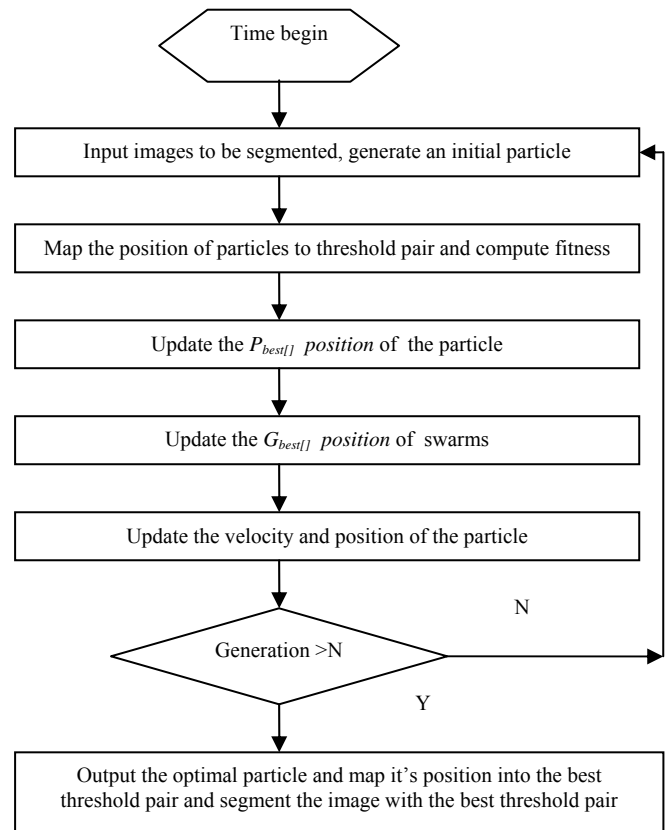 Time begin
Input images to be segmented, generate an initial particle
Map the position of particles to threshold pair and compute fitness
Update the Pbest[] position of the particle
Update the Gbest[] position of swarms
Update the velocity and position of the particle
N
Generation >N
Y
Output the optimal particle and map it's position into the best
threshold pair and segment the image with the best threshold pair